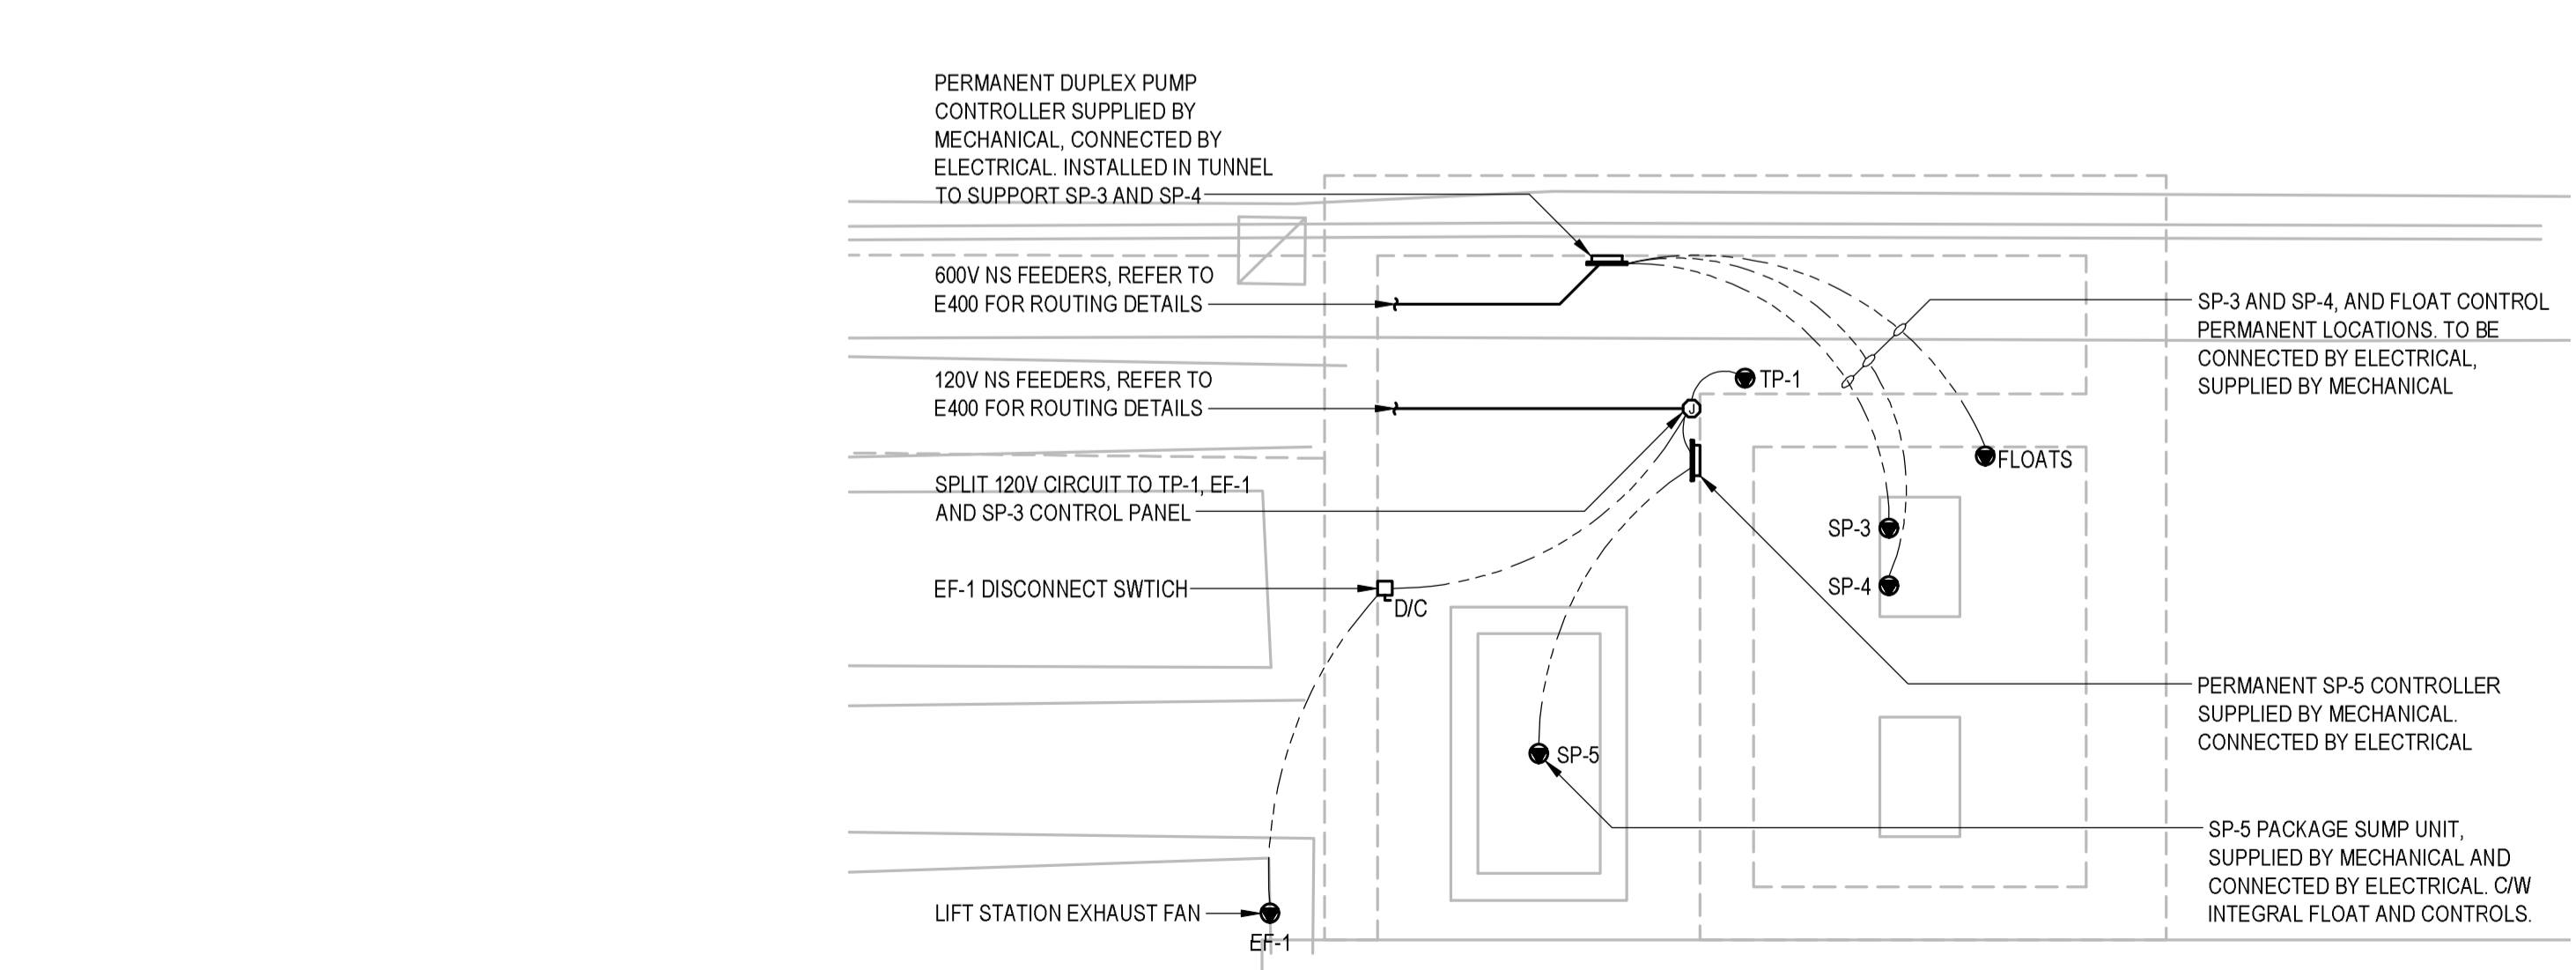 PERMANENT DUPLEX PUMP
CONTROLLER SUPPLIED BY
MECHANICAL, CONNECTED BY
ELECTRICAL. INSTALLED IN TUNNEL
TO SUPPORT SP-3 AND SP-4
600V NS FEEDERS, REFER TO
E400 FOR ROUTING DETAILS
120V NS FEEDERS, REFER TO
E400 FOR ROUTING DETAILS
SPLIT 120V CIRCUIT TO TP-1, EF-1
AND SP-3 CONTROL PANEL
EF-1 DISCONNECT SWTICH
D/C
LIFT STATION EXHAUST FAN
EF-1
TP-1
J
FLOATS
SP-3
SP-4
SP-5
SP-3 AND SP-4, AND FLOAT CONTROL
PERMANENT LOCATIONS. TO BE
CONNECTED BY ELECTRICAL,
SUPPLIED BY MECHANICAL
PERMANENT SP-5 CONTROLLER
SUPPLIED BY MECHANICAL.
CONNECTED BY ELECTRICAL
SP-5 PACKAGE SUMP UNIT,
SUPPLIED BY MECHANICAL AND
CONNECTED BY ELECTRICAL. C/W
INTEGRAL FLOAT AND CONTROLS.